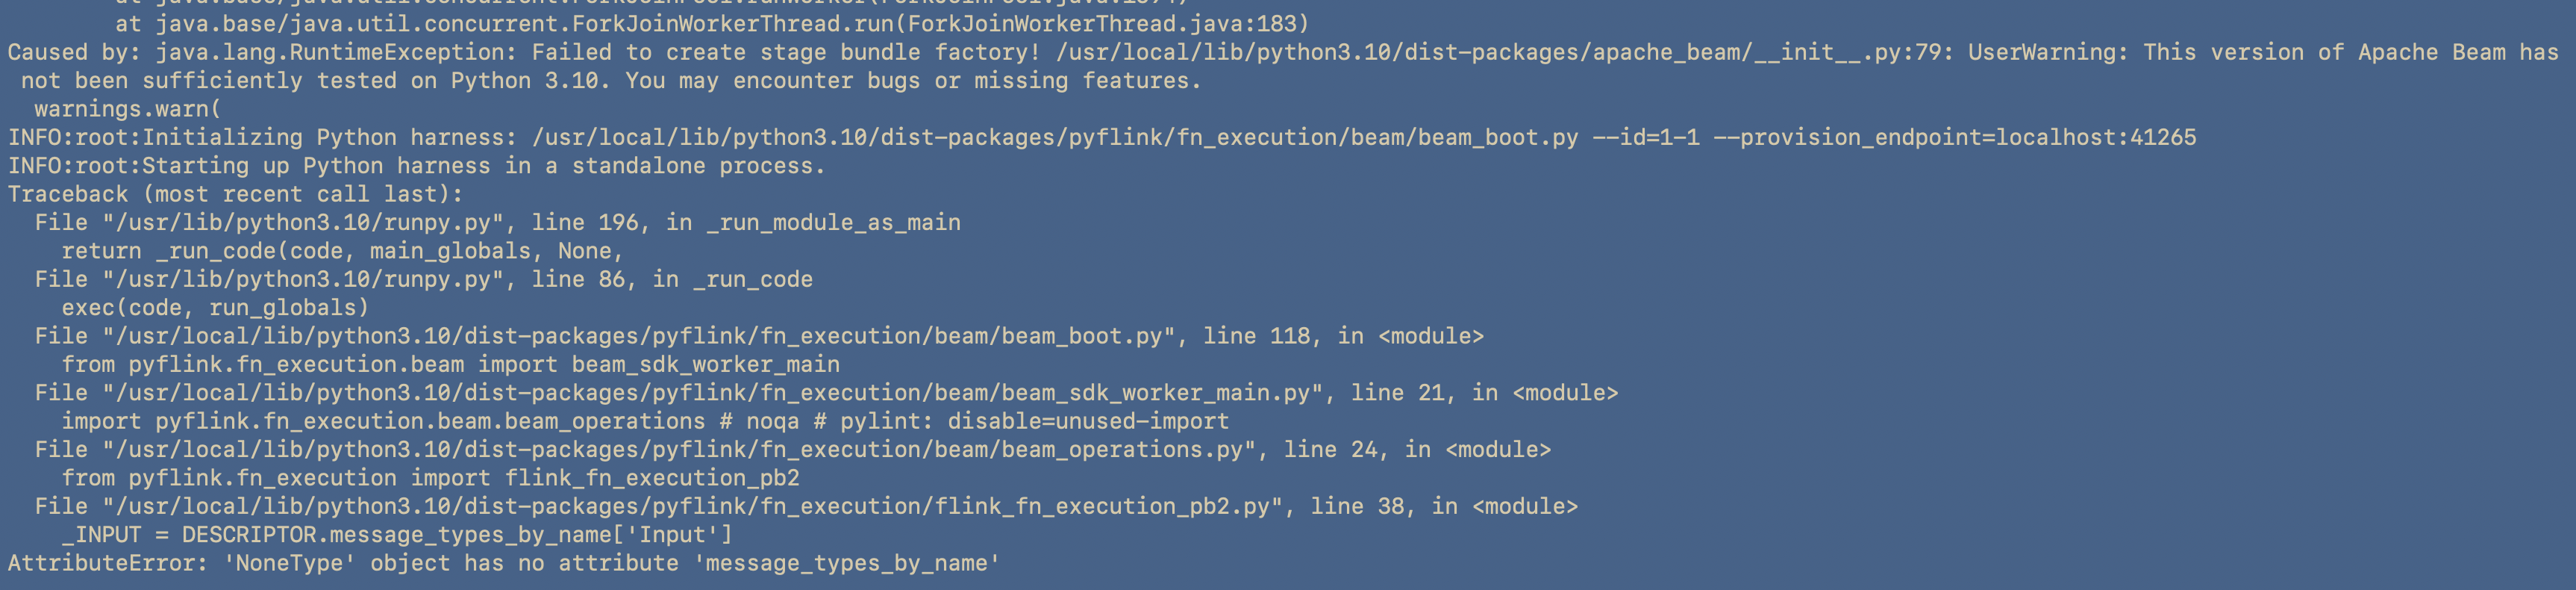 at java.base/java.util.concurrent.ForkJoinWorkerThread.run(ForkJoinWorkerThread.java:183)
Caused by: java.lang.RuntimeException: Failed to create stage bundle factory! /usr/local/lib/python3.10/dist-packages/apache_beam/__init__.py:79: UserWarning: This version of Apache Beam has
not been sufficiently tested on Python 3.10. You may encounter bugs or missing features.
warnings.warn(
INFO:root:Initializing Python harness: /usr/local/lib/python3.10/dist-packages/pyflink/fn_execution/beam/beam_boot.py --id=1-1 --provision_endpoint=localhost:41265
INFO:root:Starting up Python harness in a standalone process.
Traceback (most recent call last):
File "/usr/lib/python3.10/runpy.py", line 196, in _run_module_as_main
return _run_code(code, main_globals, None,
File "/usr/lib/python3.10/runpy.py", line 86, in _run_code
exec(code, run_globals)
File "/usr/local/lib/python3.10/dist-packages/pyflink/fn_execution/beam/beam_boot.py", line 118, in <module>
from pyflink.fn_execution.beam import beam_sdk_worker_main
File "/usr/local/lib/python3.10/dist-packages/pyflink/fn_execution/beam/beam_sdk_worker_main.py", line 21, in <module>
import pyflink.fn_execution.beam.beam_operations # noqa # pylint: disable=unused-import
File "/usr/local/lib/python3.10/dist-packages/pyflink/fn_execution/beam/beam_operations.py", line 24, in <module>
from pyflink.fn_execution import flink_fn_execution_pb2
File "/usr/local/lib/python3.10/dist-packages/pyflink/fn_execution/flink_fn_execution_pb2.py", line 38, in <module>
_INPUT = DESCRIPTOR.message_types_by_name['Input']
AttributeError: 'NoneType' object has no attribute 'message_types_by_name'